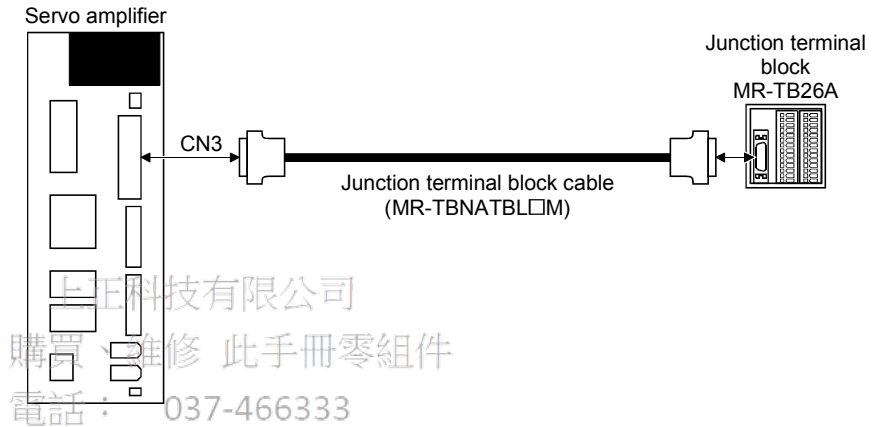 Servo amplifier
Junction terminal
block
MR-TB26A
CN3
Junction terminal block cable
(MR-TBNATBL□M)
上正科技有限公司
購買、維修 此手冊零組件
電話： 037-466333